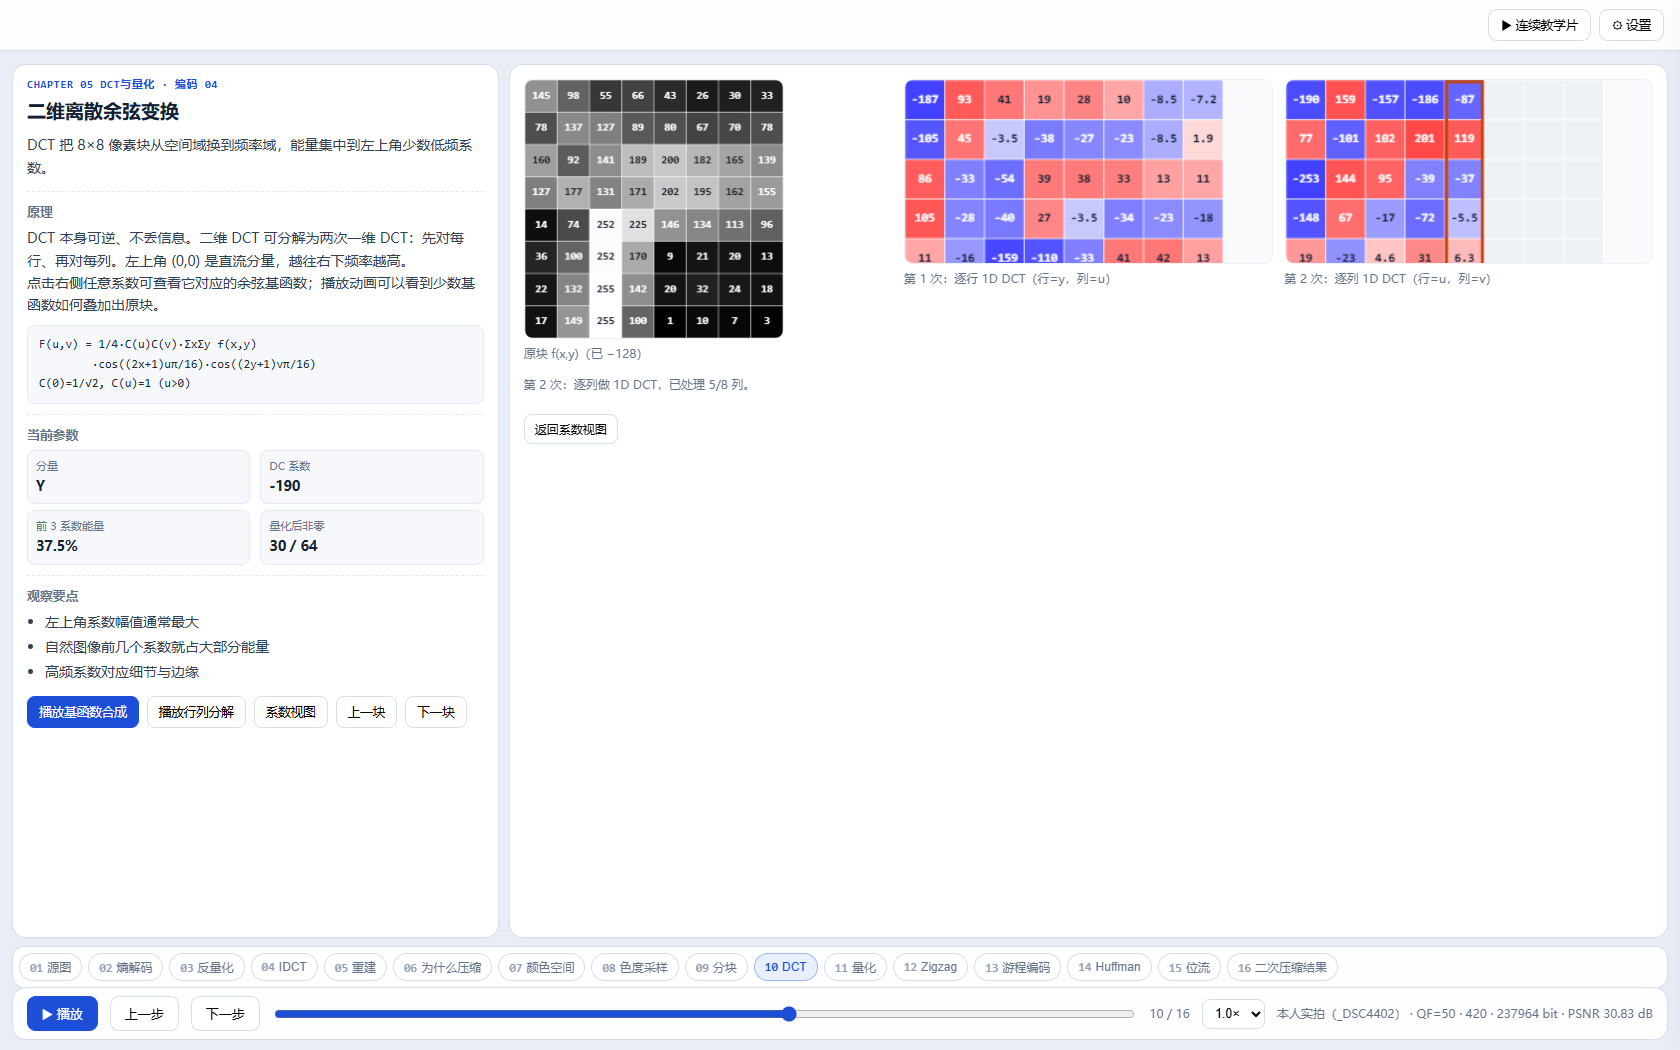 ▶ 连续教学片
⚙ 设置
CHAPTER 05 DCT与量化 · 编码 04
二维离散余弦变换
DCT 把 8×8 像素块从空间域换到频率域，能量集中到左上角少数低频系
数。
原理
DCT 本身可逆、不丢信息。二维 DCT 可分解为两次一维 DCT：先对每
行、再对每列。左上角 (0,0) 是直流分量，越往右下频率越高。
点击右侧任意系数可查看它对应的余弦基函数；播放动画可以看到少数基
函数如何叠加出原块。
F(u,v) = 1/4·C(u)C(v)·ΣxΣy f(x,y)
·cos((2x+1)uπ/16)·cos((2y+1)vπ/16)
C(0)=1/√2, C(u)=1 (u>0)
当前参数
分量
Y
DC 系数
-190
前 3 系数能量
37.5%
量化后非零
30 / 64
观察要点
• 左上角系数幅值通常最大
• 自然图像前几个系数就占大部分能量
• 高频系数对应细节与边缘
播放基函数合成 播放行列分解 系数视图 上一块 下一块
145 98 55 66 43 26 30 33
78 137 127 89 80 67 70 78
160 92 141 189 200 182 165 139
127 177 131 171 202 195 162 155
14 74 252 225 146 134 113 96
36 100 252 170 9 21 20 13
22 132 255 142 20 32 24 18
17 149 255 100 1 10 7 3
原块 f(x,y)（已 −128）
第 2 次：逐列做 1D DCT，已处理 5/8 列。
返回系数视图
-187 93 41 19 28 10 -8.5 -7.2
-105 45 -3.5 -38 -27 -23 -8.5 1.9
86 -33 -54 39 38 33 13 11
105 -28 -40 27 -3.5 -34 -23 -18
11 -16 -159 -110 -33 41 42 13
第 1 次：逐行 1D DCT（行=y，列=u）
-190 159 -157 -186 -87
77 -101 102 201 119
-253 144 95 -39 -37
-148 67 -17 -72 -5.5
19 -23 4.6 31 6.3
第 2 次：逐列 1D DCT（行=u，列=v）
01 源图 02 熵解码 03 反量化 04 IDCT 05 重建 06 为什么压缩 07 颜色空间 08 色度采样 09 分块 10 DCT 11 量化 12 Zigzag 13 游程编码 14 Huffman 15 位流 16 二次压缩结果
▶ 播放 上一步 下一步 10 / 16 1.0× 本人实拍（_DSC4402） · QF=50 · 420 · 237964 bit · PSNR 30.83 dB